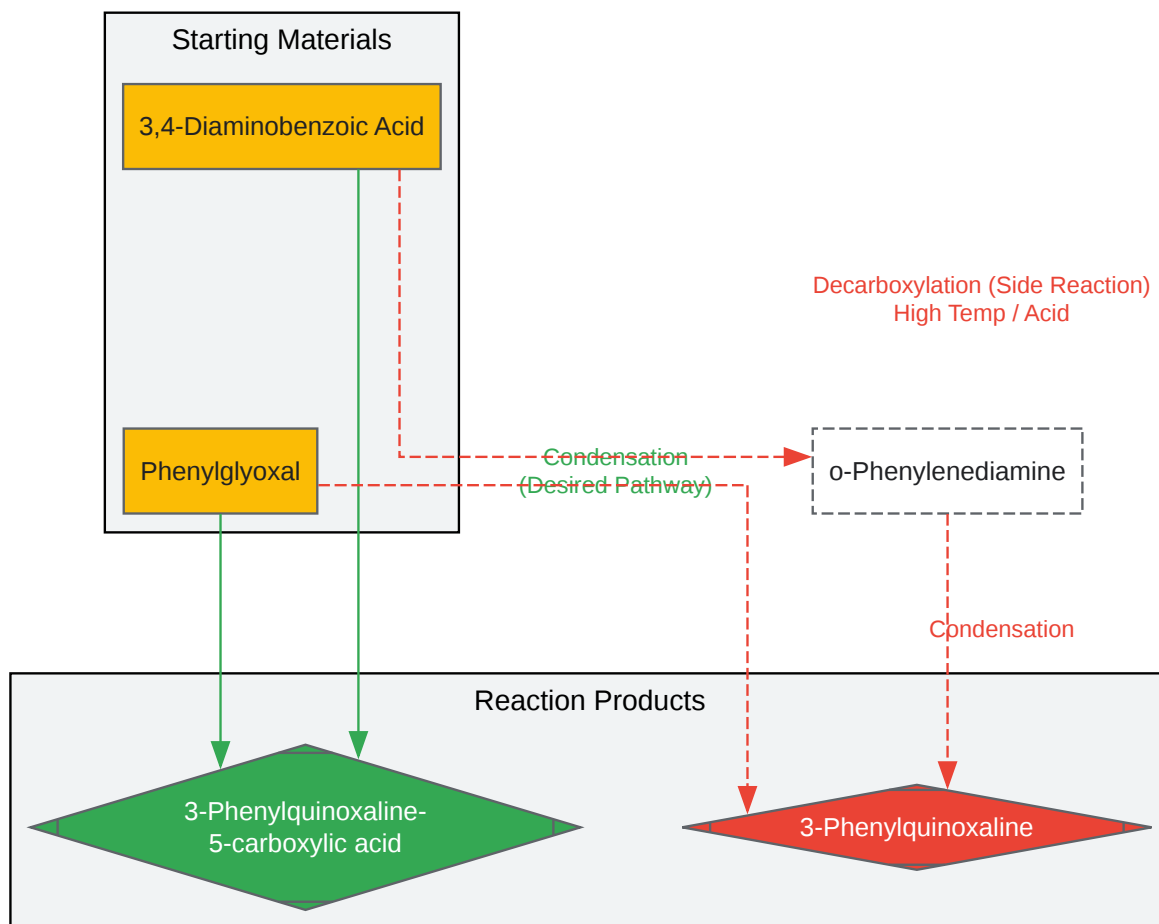 Starting Materials
3,4-Diaminobenzoic Acid
Decarboxylation (Side Reaction)
High Temp / Acid
Phenylglyoxal
Condensation
(Desired Pathway)
o-Phenylenediamine
Condensation
Reaction Products
3-Phenylquinoxaline-
5-carboxylic acid
3-Phenylquinoxaline